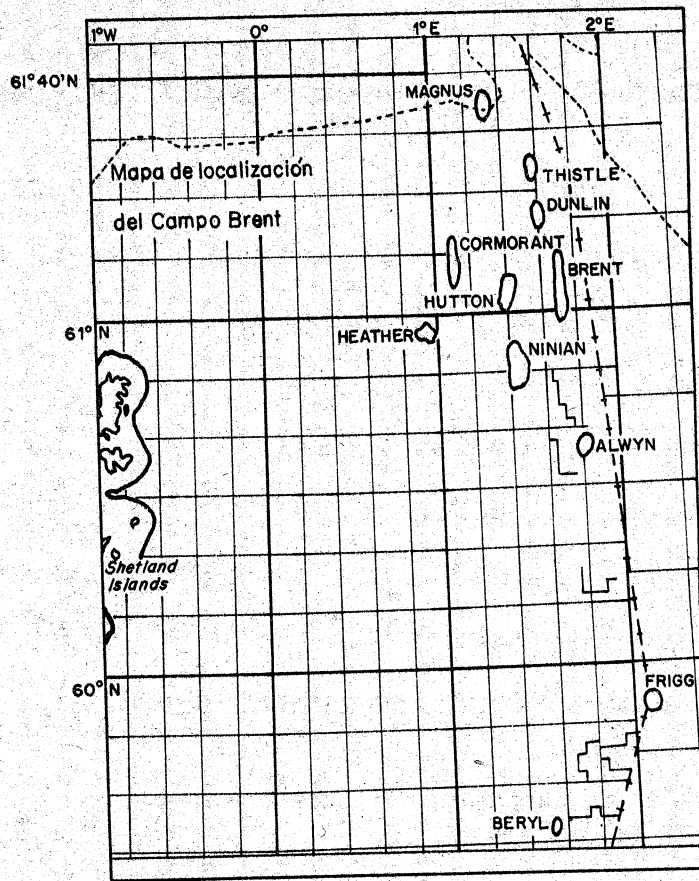 1°W 0° 1°E 2°E
61°40'N
MAGNUS
Mapa de localización
THISTLE
DUNLIN
del Campo Brent
CORMORANT
BRENT
HUTTON
61°N
HEATHER
NINIAN
ALWYN
Shetland
Islands
60°N
FRIGG
BERYL